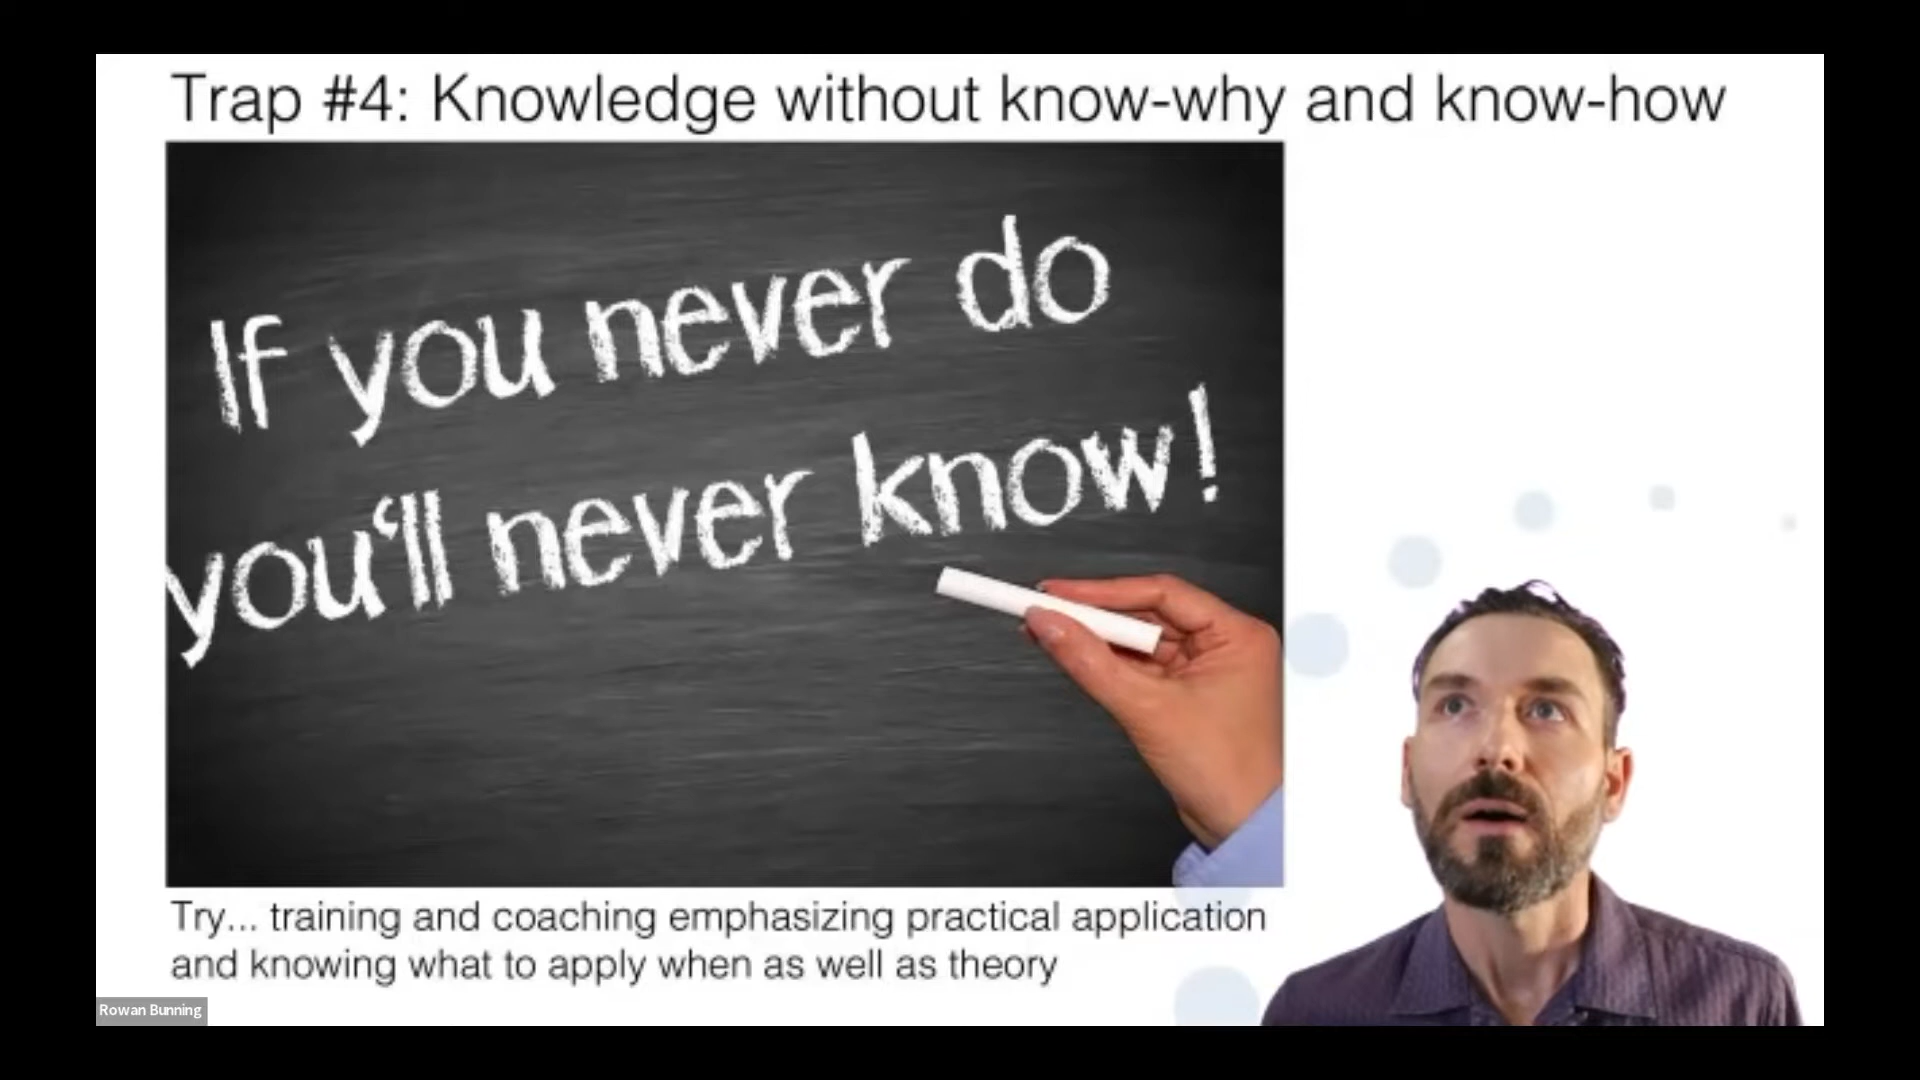 Trap #4: Knowledge without know-why and know-how
If you never do
you'll never know!
Try... training and coaching emphasizing practical application
and knowing what to apply when as well as theory
Rowan Bunning